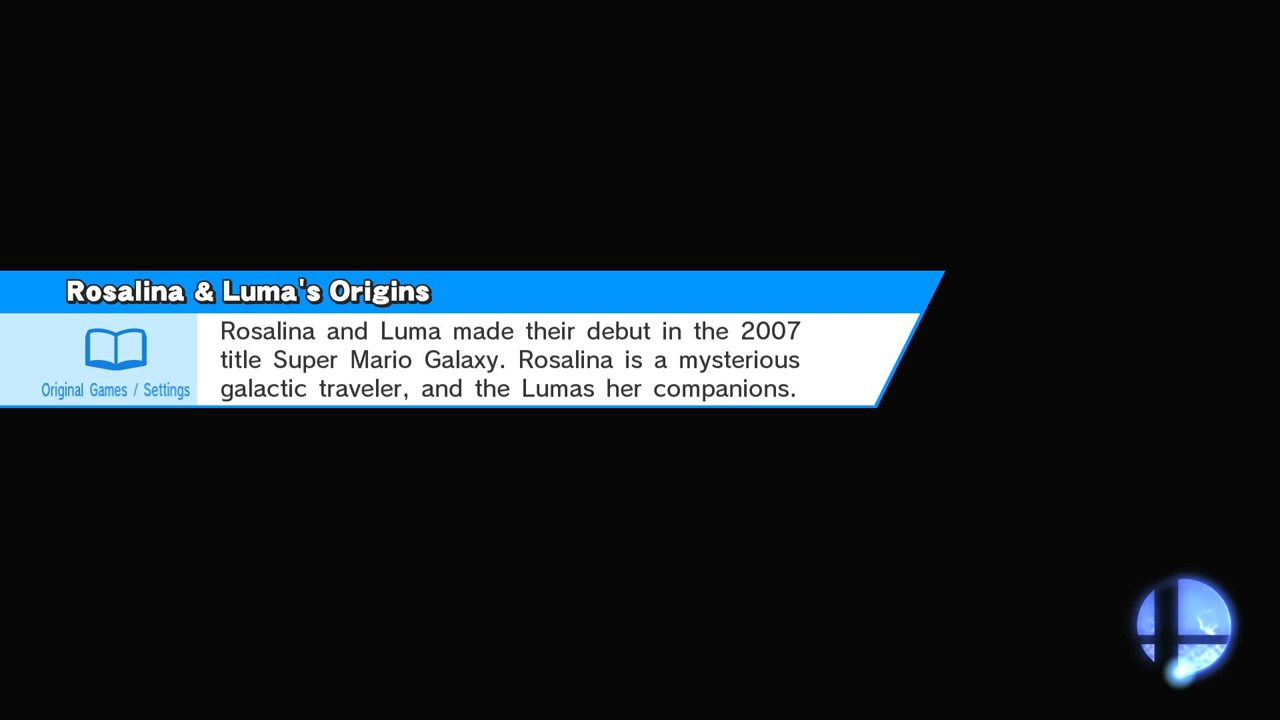 Rosalina & Luma's Origins
Rosalina and Luma made their debut in the 2007
title Super Mario Galaxy. Rosalina is a mysterious
galactic traveler, and the Lumas her companions.
Original Games / Settings